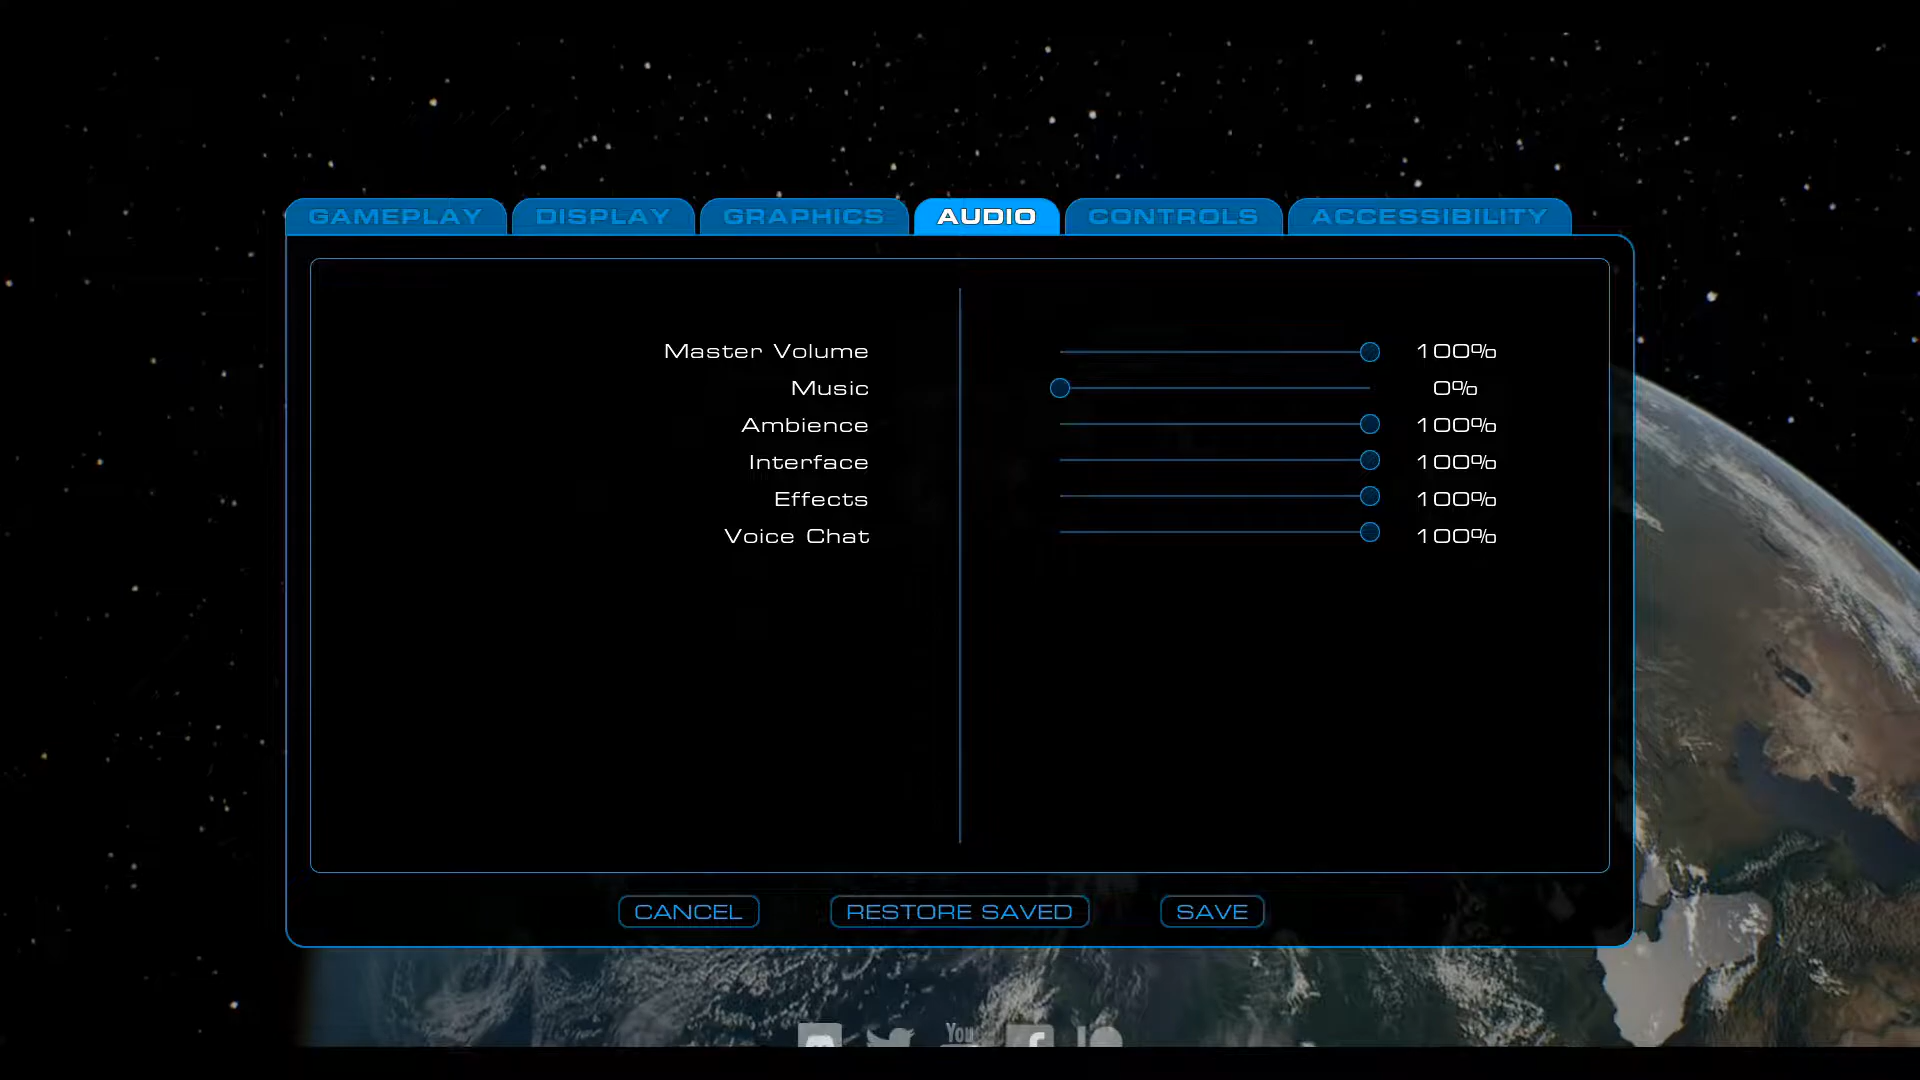 GAMEPLAY DISPLAY GRAPHICS AUDIO CONTROLS ACCESSIBILITY
Master Volume 100%
Music 0%
Ambience 100%
Interface 100%
Effects 100%
Voice Chat 100%
CANCEL RESTORE SAVED SAVE
You